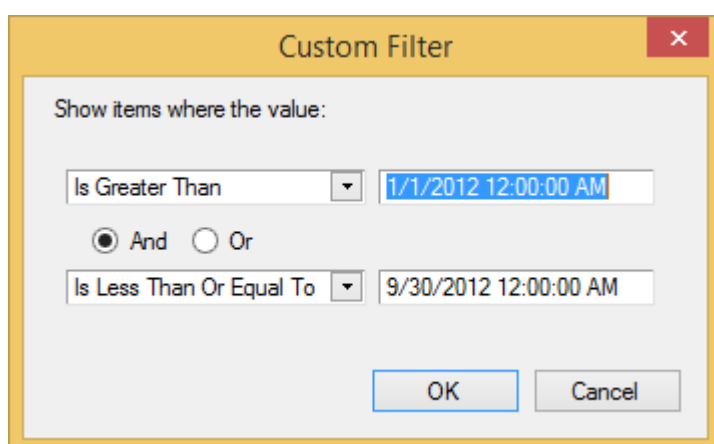 Custom Filter
Show items where the value:
Is Greater Than 1/1/2012 12:00:00 AM
And Or
Is Less Than Or Equal To 9/30/2012 12:00:00 AM
OK Cancel